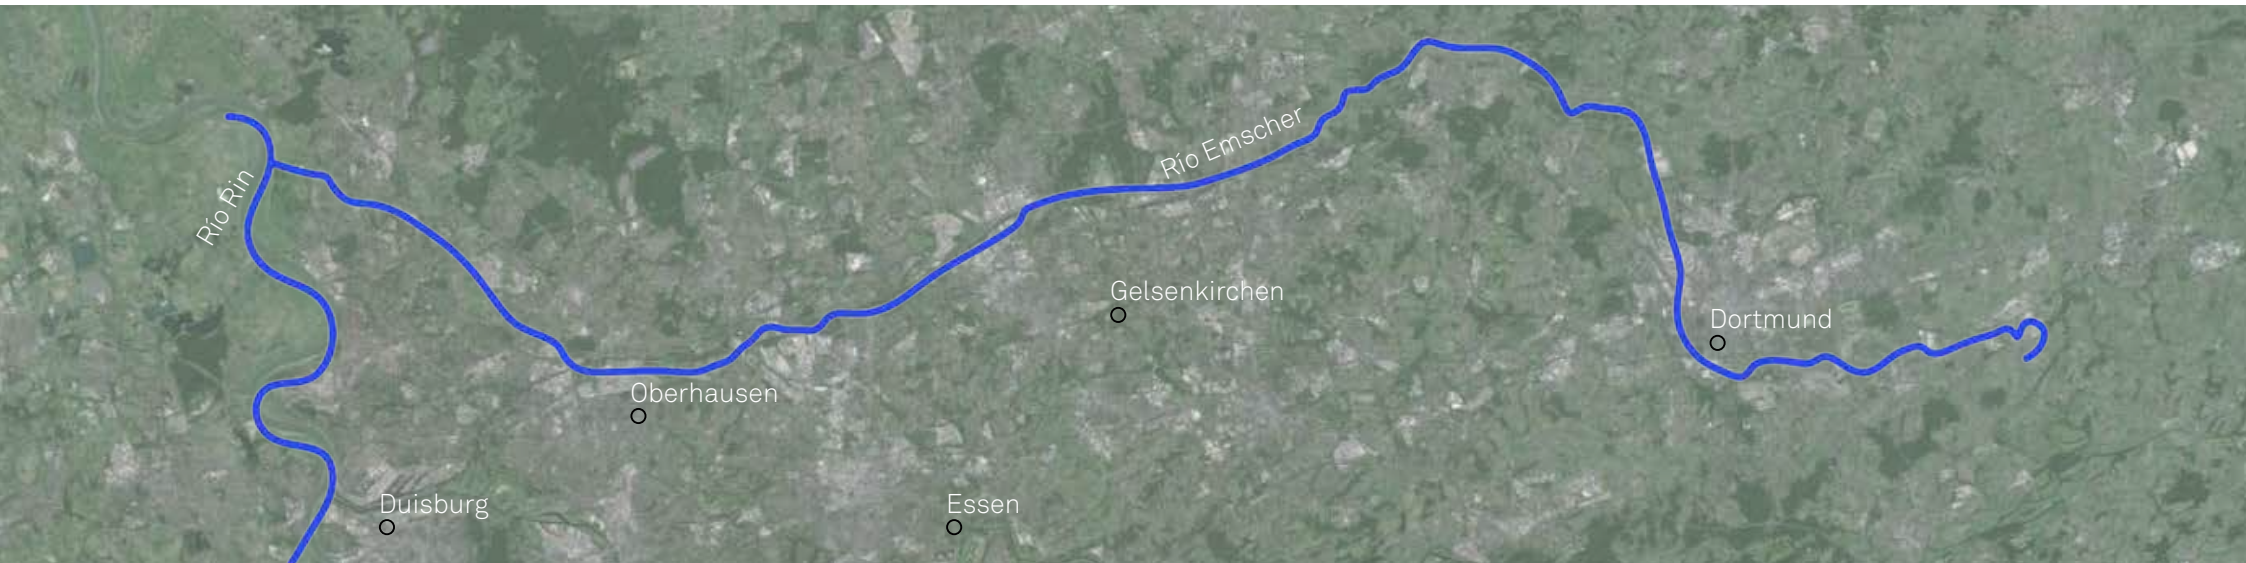 Río Emscher
Río Rin
Gelsenkirchen
Dortmund
Oberhausen
Duisburg
Essen